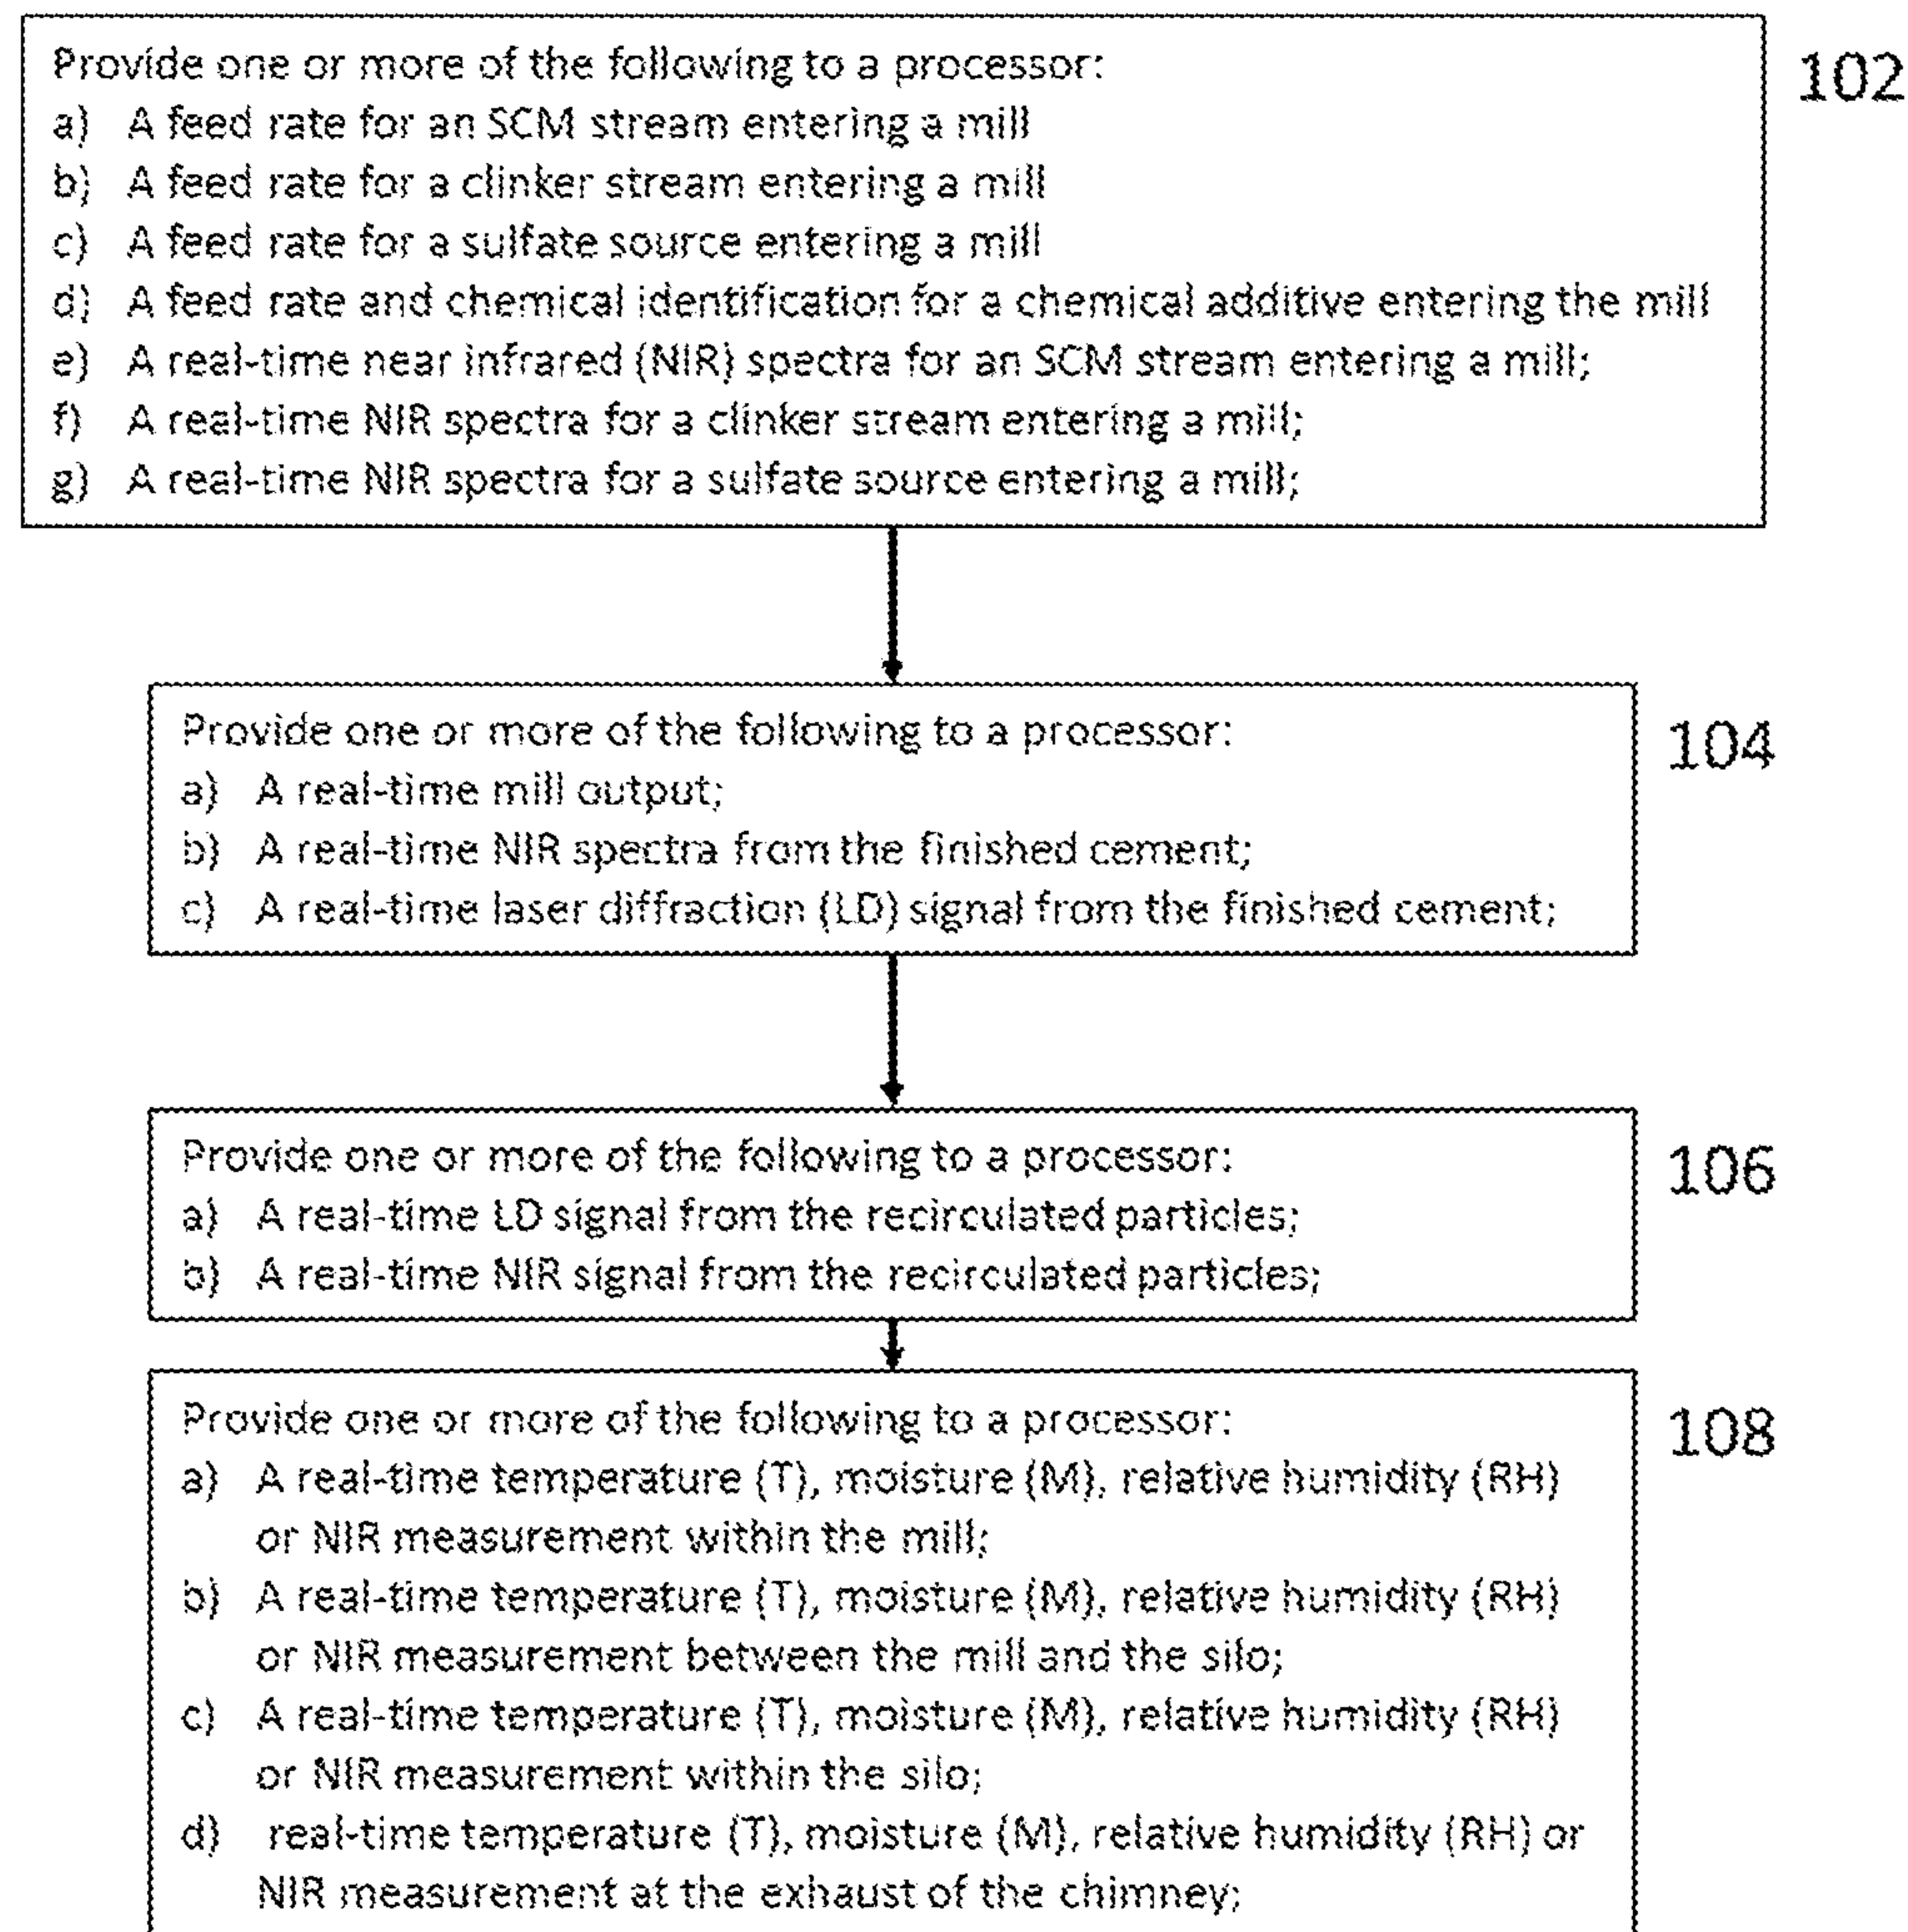 Provide one or more of the following to a processor:
102
a) A feed rate for an SCM stream entering a mill
b) A feed rate for a clinker stream entering a mill
c) A feed rate for a sulfate source entering a mill
d) A feed rate and chemical identification for a chemical additive entering the mill
e) A real-time near infrared (NIR) spectra for an SCM stream entering a mill;
f) A real-time NIR spectra for a clinker stream entering a mill;
g) A real-time NIR spectra for a sulfate source entering a mill;
Provide one or more of the following to a processor:
104
a) A real-time mill output;
b) A real-time NIR spectra from the finished cement;
c) A real-time laser diffraction (LD) signal from the finished cement;
Provide one or more of the following to a processor:
106
a) A real-time LD signal from the recirculated particles;
b) A real-time NIR signal from the recirculated particles;
Provide one or more of the following to a processor:
108
a) A real-time temperature (T), moisture (M), relative humidity (RH)
or NIR measurement within the mill;
b) A real-time temperature (T), moisture (M), relative humidity (RH)
or NIR measurement between the mill and the silo;
c) A real-time temperature (T), moisture (M), relative humidity (RH)
or NIR measurement within the silo;
d) real-time temperature (T), moisture (M), relative humidity (RH) or
NIR measurement at the exhaust of the chimney;